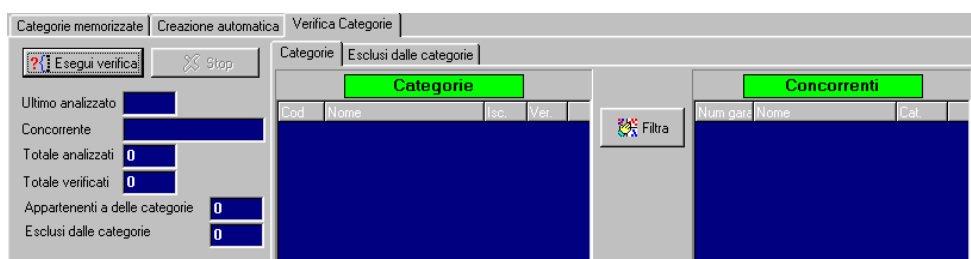 Categorie memorizzate Creazione automatica Verifica Categorie
Esegui verifica Stop
Categorie Esclusi dalle categorie
Categorie
Concorrenti
Ultimo analizzato
Cod Nome Isc. Ver.
Num gara Nome Cat.
Concorrente
Filtra
Totale analizzati 0
Totale verificati 0
Appartenenti a delle categorie 0
Esclusi dalle categorie 0